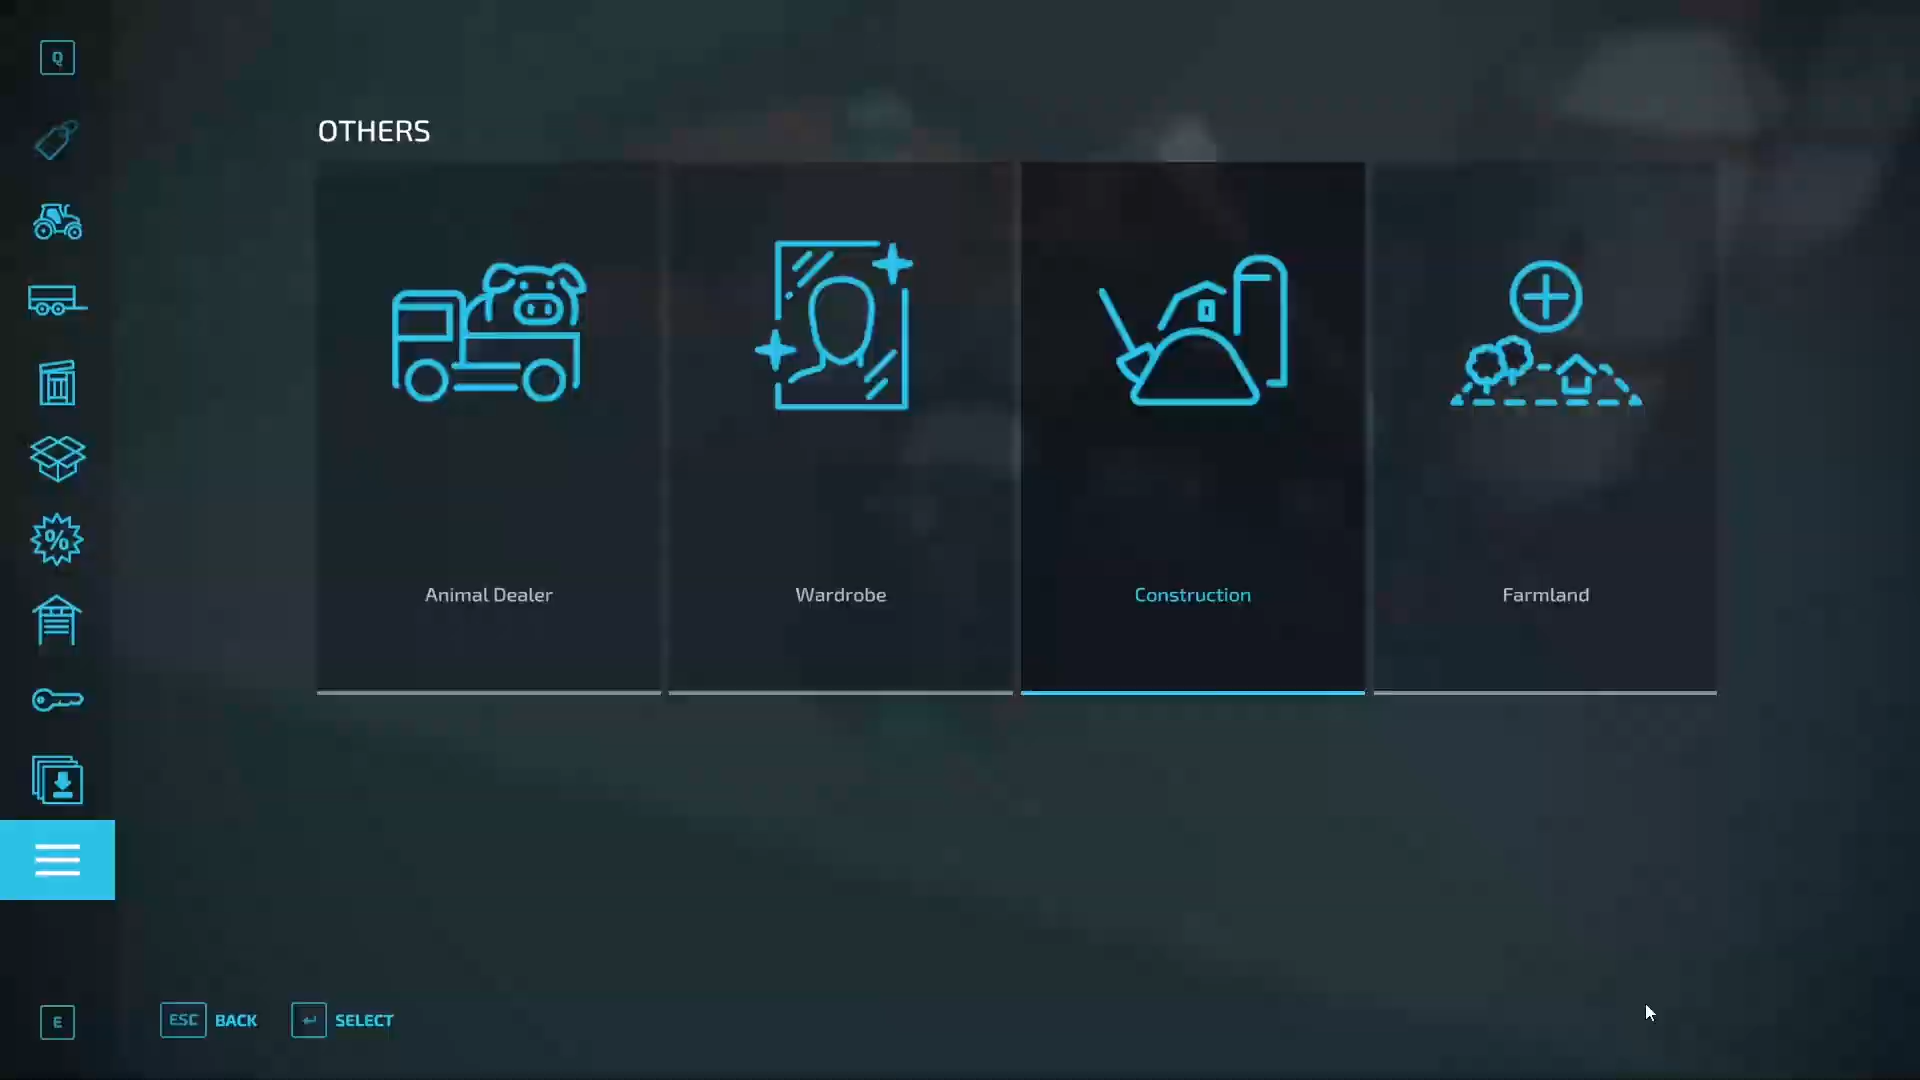 Q
OTHERS
%
Animal Dealer
Wardrobe
Construction
Farmland
E
ESC BACK
SELECT